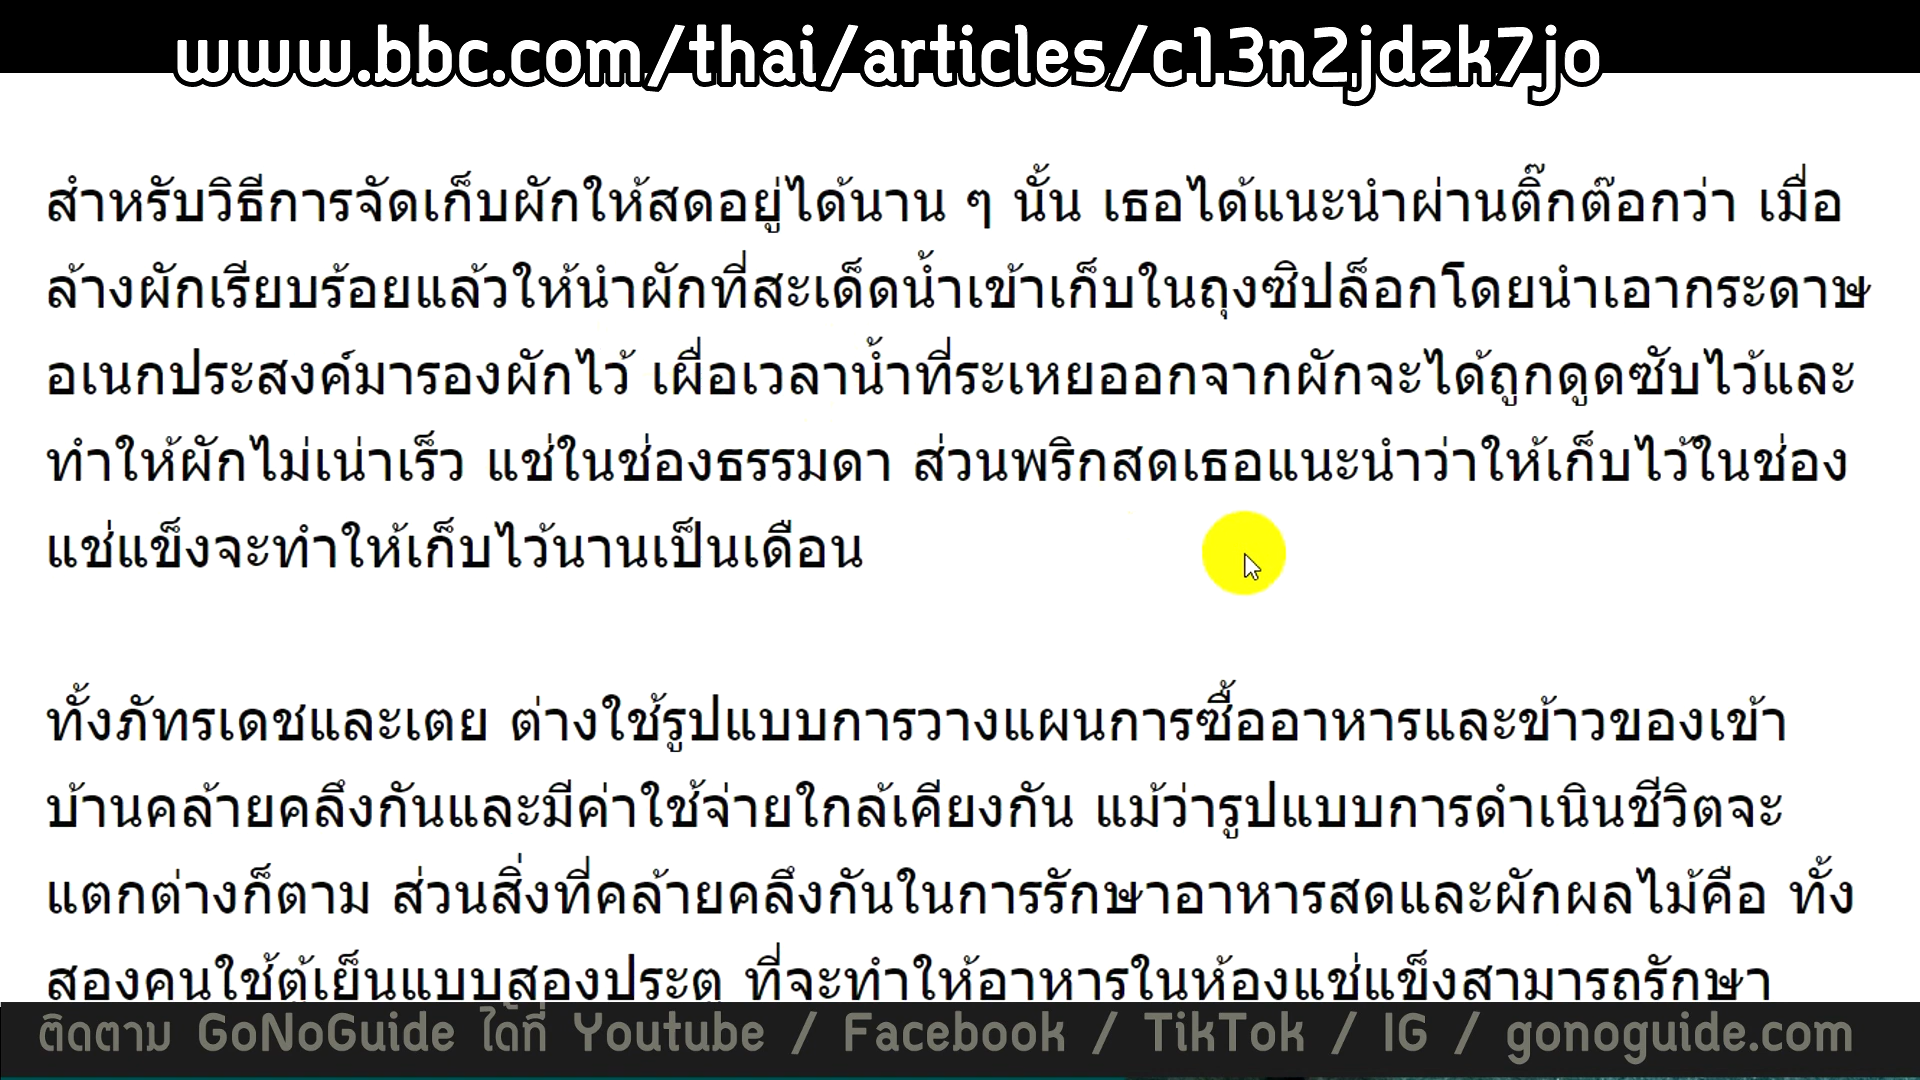 www.bbc.com/thai/articles/c13n2jdzk7jo
สำหรับวิธีการจัดเก็บผักให้สดอยู่ได้นาน ๆ นั้น เธอได้แนะนำผ่านติ๊กต๊อกว่า เมื่อ
ล้างผักเรียบร้อยแล้วให้นำผักที่สะเด็ดน้ำเข้าเก็บในถุงซิปล็อกโดยนำเอากระดาษ
อเนกประสงค์มารองผักไว้ เผื่อเวลาน้ำที่ระเหยออกจากผักจะได้ถูกดูดซับไว้และ
ทำให้ผักไม่เน่าเร็ว แช่ในช่องธรรมดา ส่วนพริกสดเธอแนะนำว่าให้เก็บไว้ในช่อง
แช่แข็งจะทำให้เก็บไว้นานเป็นเดือน
ทั้งภัทรเดชและเตย ต่างใช้รูปแบบการวางแผนการซื้ออาหารและข้าวของเข้า
บ้านคล้ายคลึงกันและมีค่าใช้จ่ายใกล้เคียงกัน แม้ว่ารูปแบบการดำเนินชีวิตจะ
แตกต่างก็ตาม ส่วนสิ่งที่คล้ายคลึงกันในการรักษาอาหารสดและผักผลไม้คือ ทั้ง
สองคนใช้ตู้เย็นแบบสองประตู ที่จะทำให้อาหารในห้องแช่แข็งสามารถรักษา
ติดตาม GoNoGuide ได้ที่ Youtube / Facebook / TikTok / IG / gonoguide.com